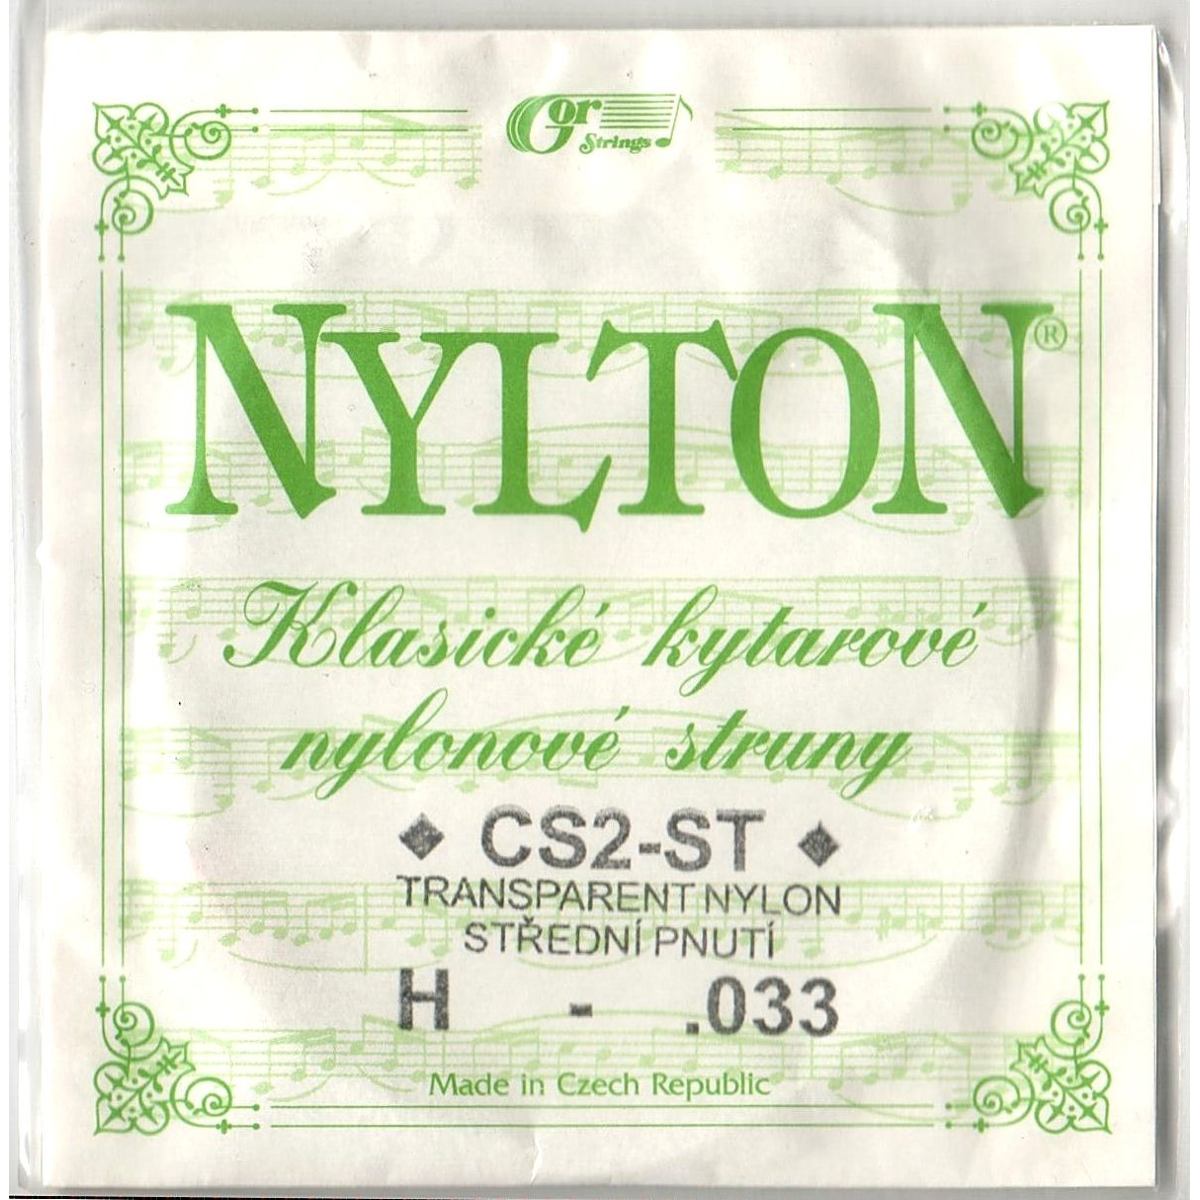 Gor
Strings
NYLTON®
Klasické kytarové
nylonové struny
◆ CS2-ST ◆
TRANSPARENT NYLON
STŘEDNÍ PNUTÍ
H - .033
Made in Czech Republic